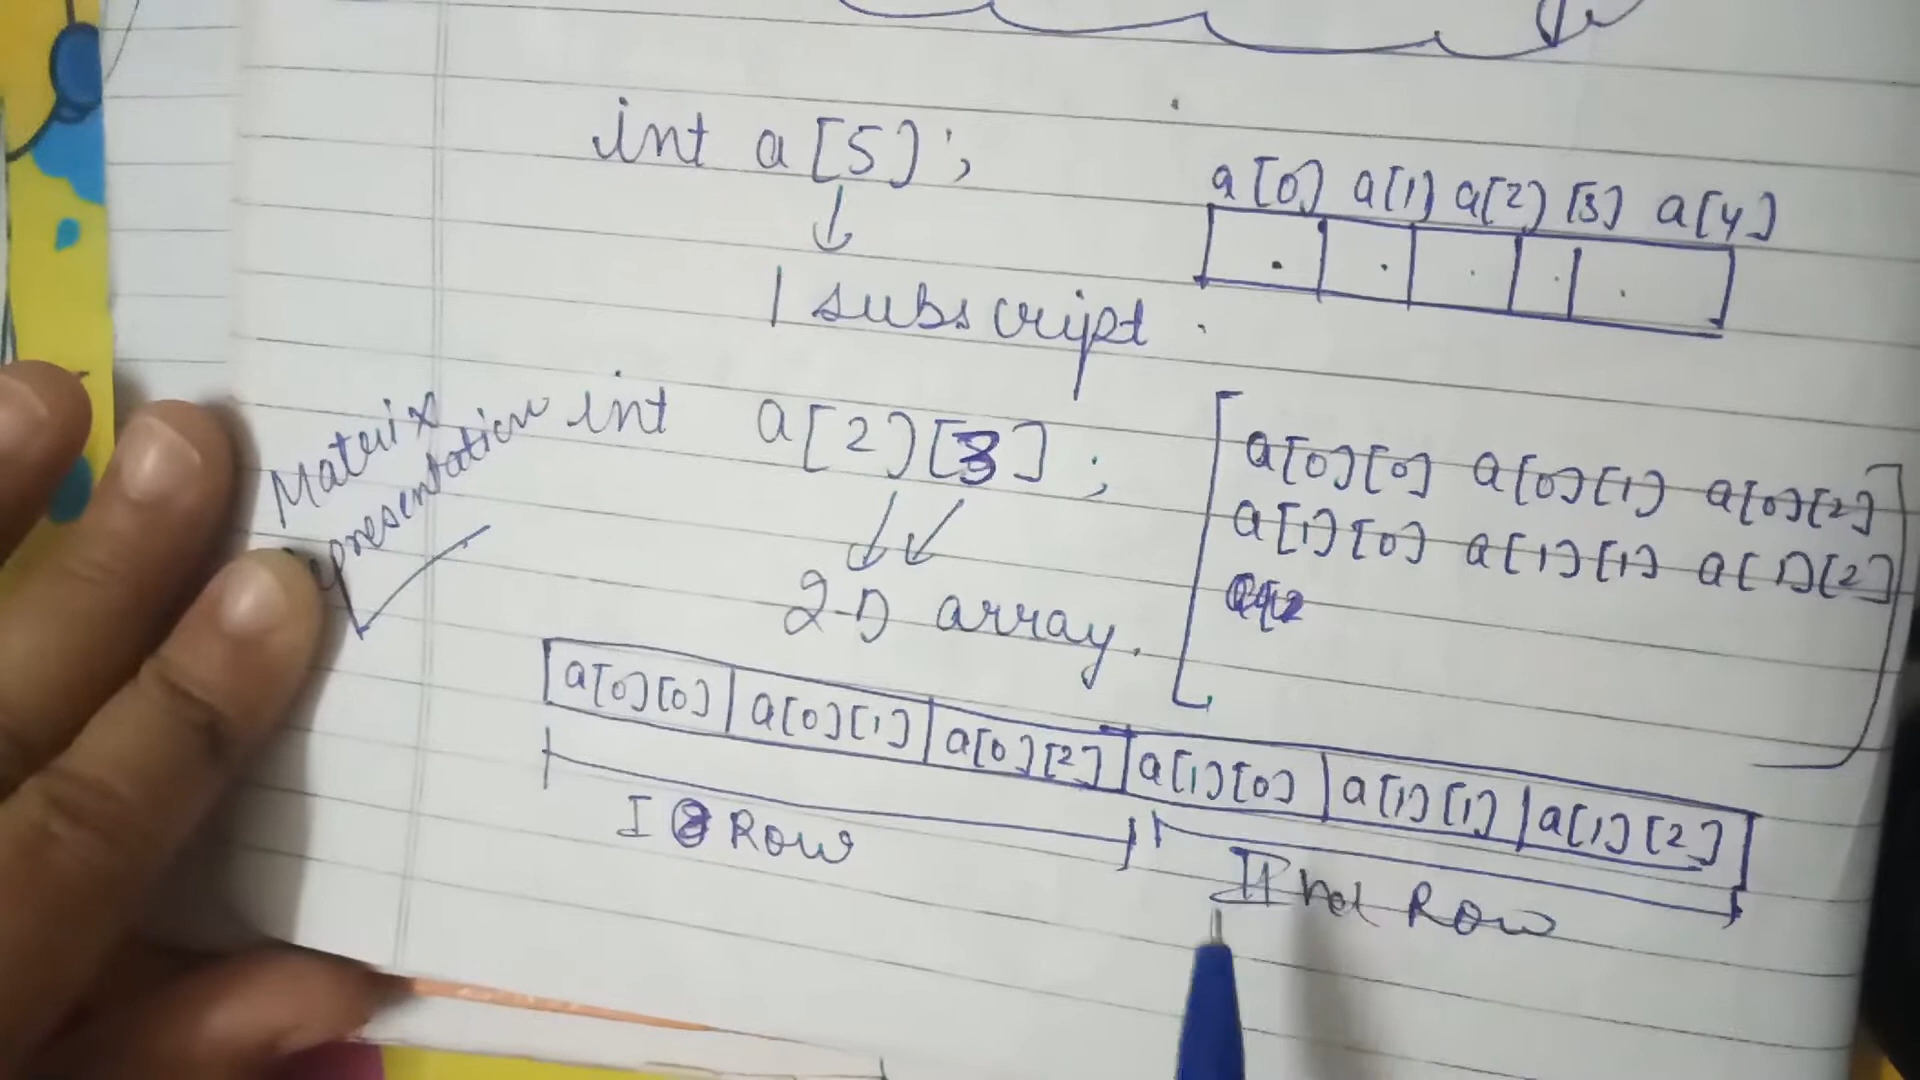 int a[5];
a[0] a[1] a[2] [3] a[4]
1 subscript.
Matrix
representation
int a[2][3];
a[0][0] a[0][1] a[0][2]
a[1][0] a[1][1] a[1][2]
2-D array.
a[0][0] a[0][1] a[0][2] a[1][0] a[1][1] a[1][2]
I Row
IInd Row